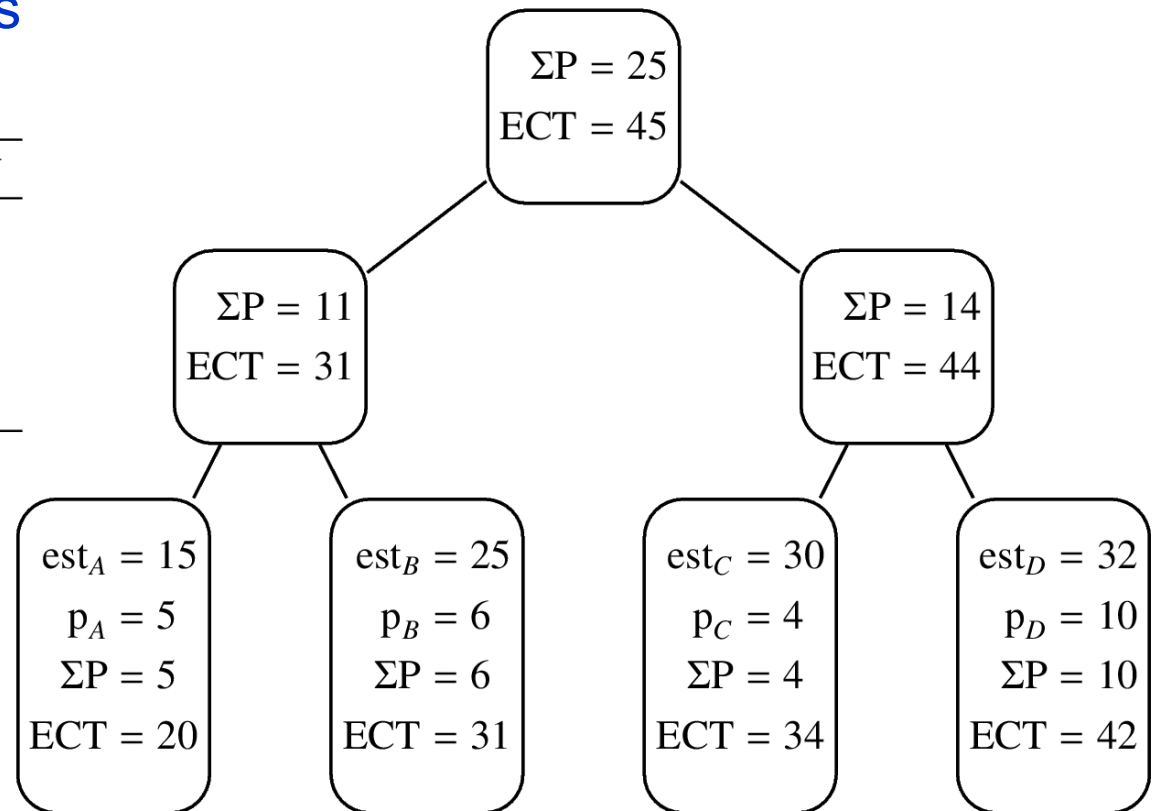 s
ΣP = 25
ECT = 45
ΣP = 11
ECT = 31
ΣP = 14
ECT = 44
est_A = 15
p_A = 5
ΣP = 5
ECT = 20
est_B = 25
p_B = 6
ΣP = 6
ECT = 31
est_C = 30
p_C = 4
ΣP = 4
ECT = 34
est_D = 32
p_D = 10
ΣP = 10
ECT = 42